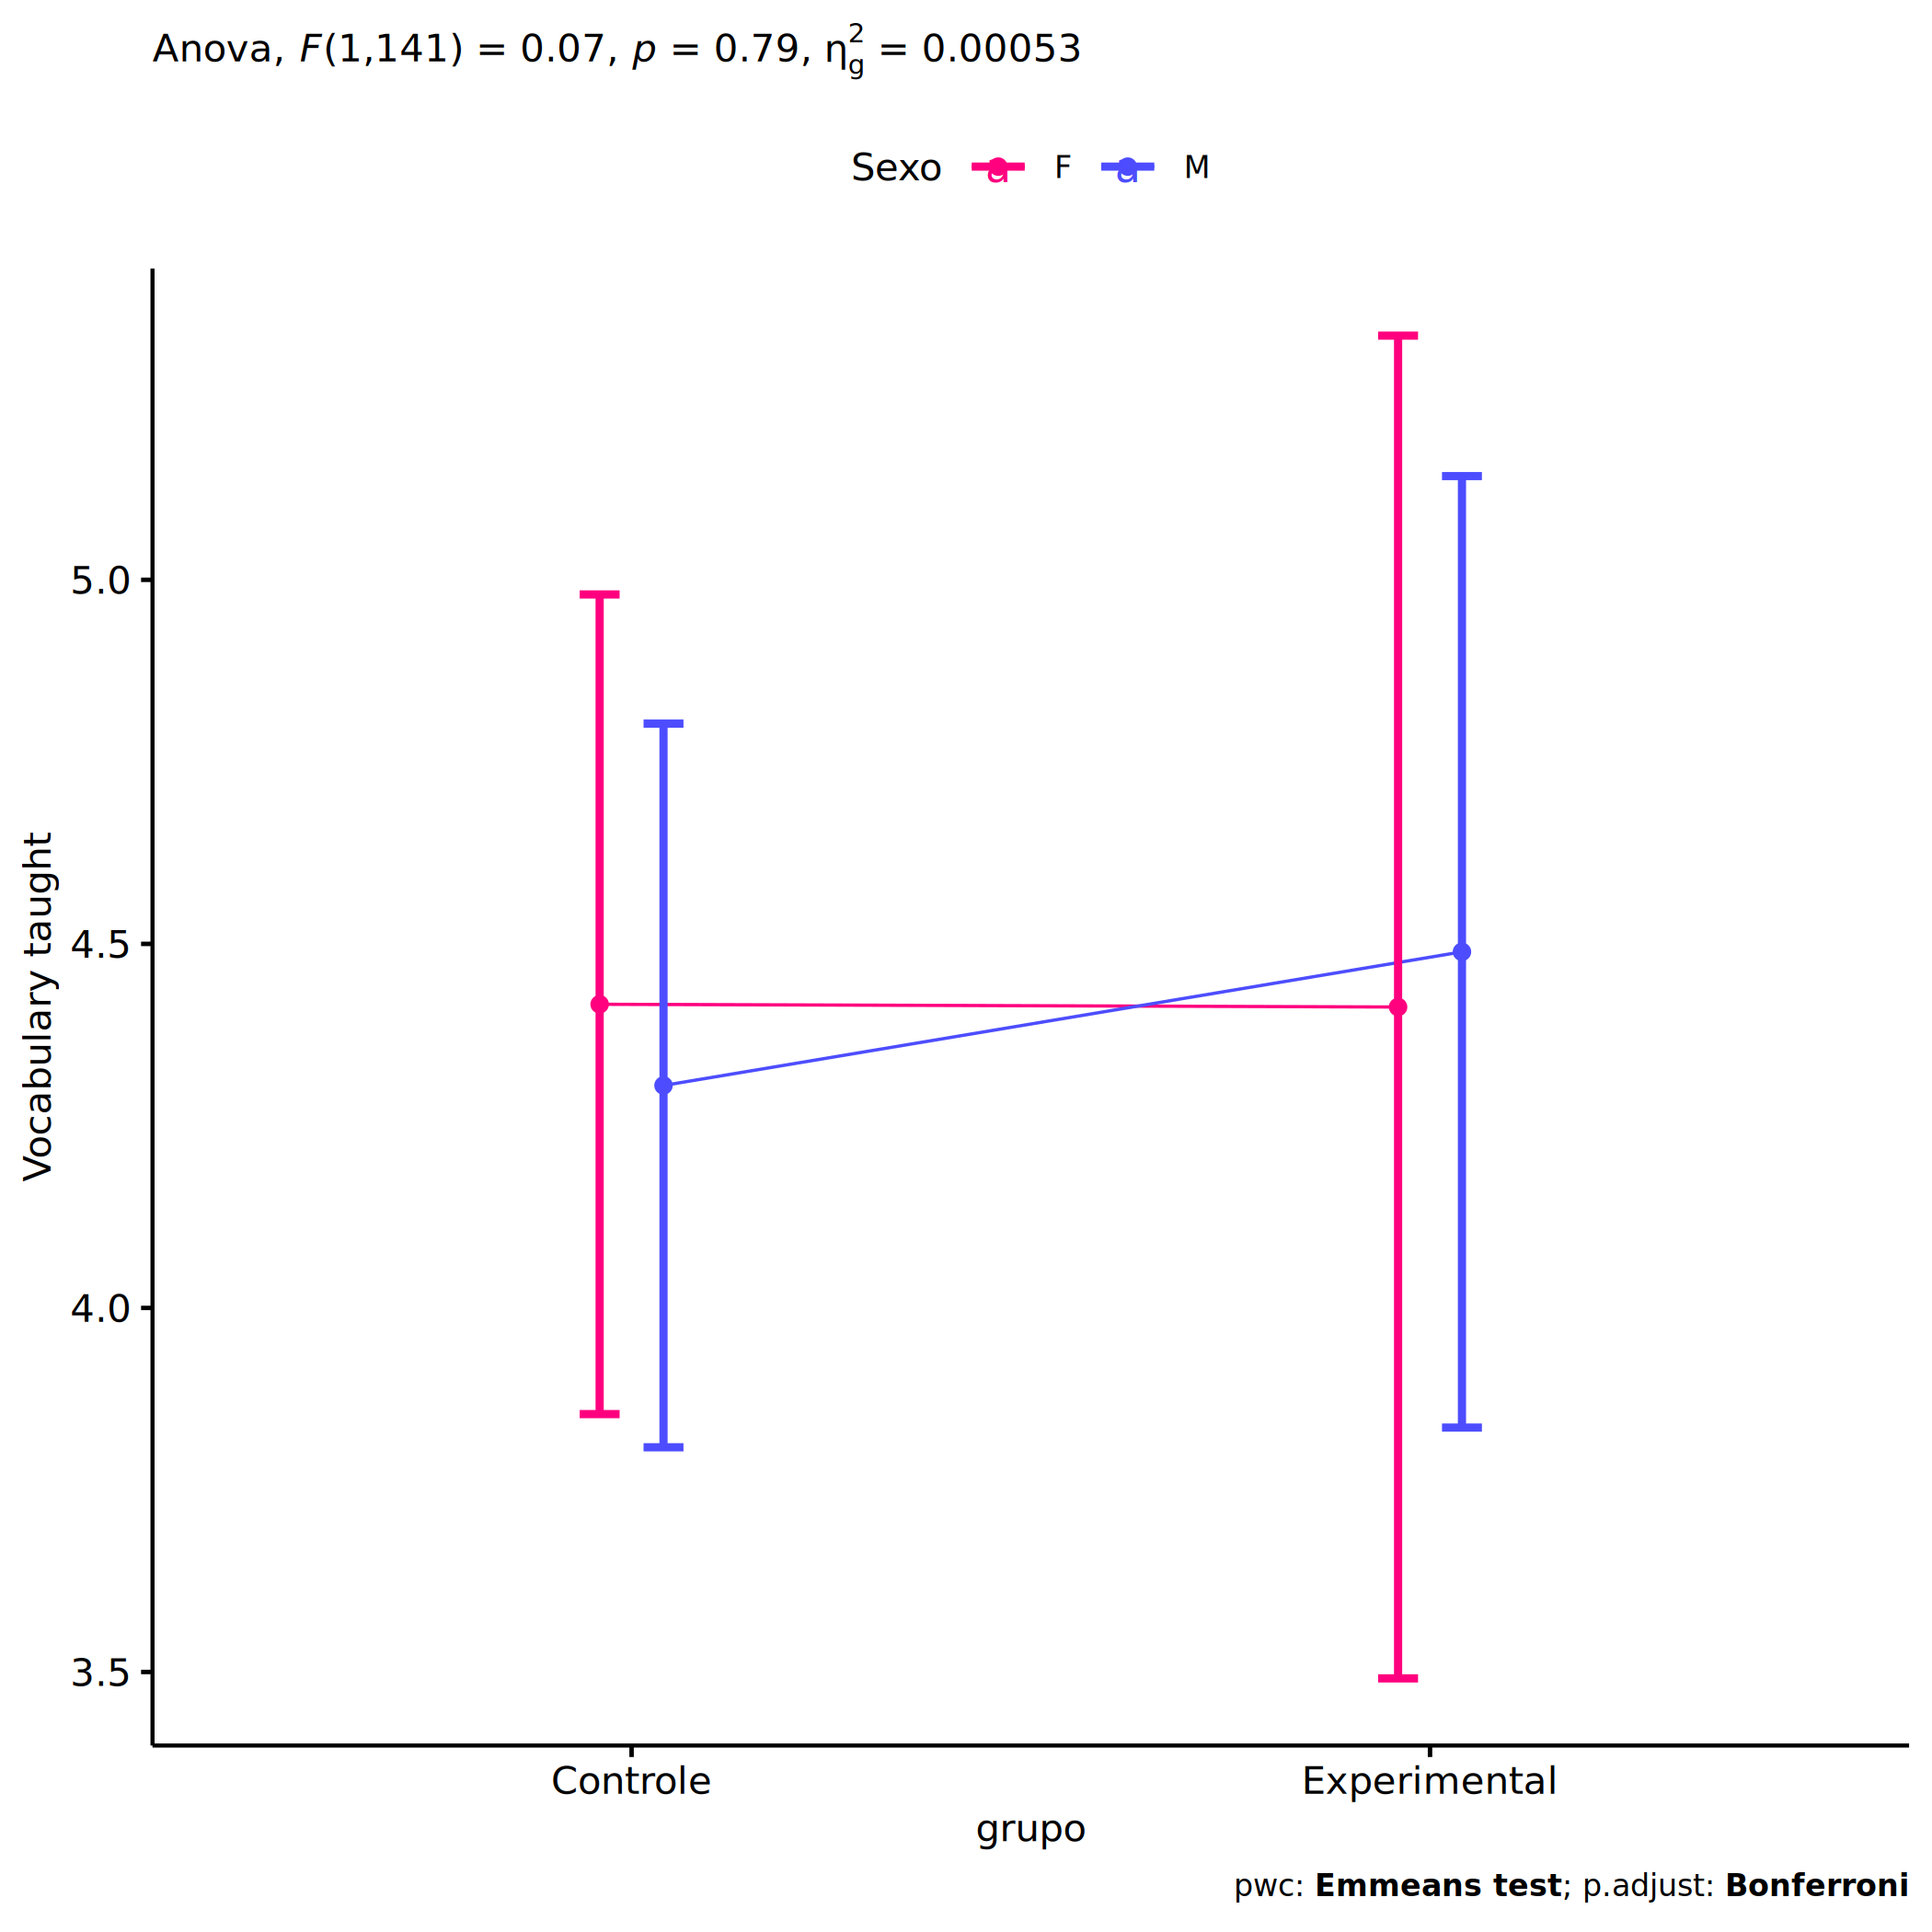 Anova, F(1,141) = 0.07, p = 0.79, η²g = 0.00053
Sexo F M
Vocabulary taught
5.0
4.5
4.0
3.5
Controle Experimental
grupo
pwc: Emmeans test; p.adjust: Bonferroni